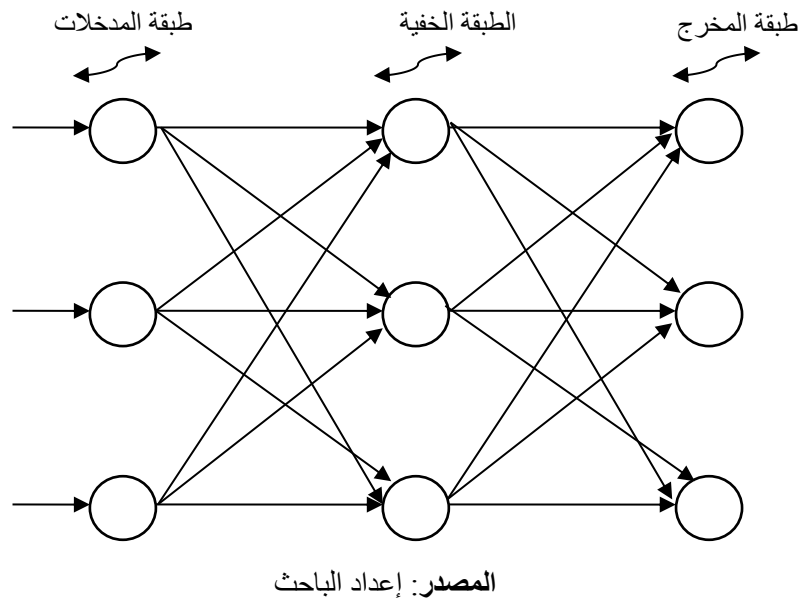 طبقة المخرج
الطبقة الخفية
طبقة المدخلات
المصدر: إعداد الباحث